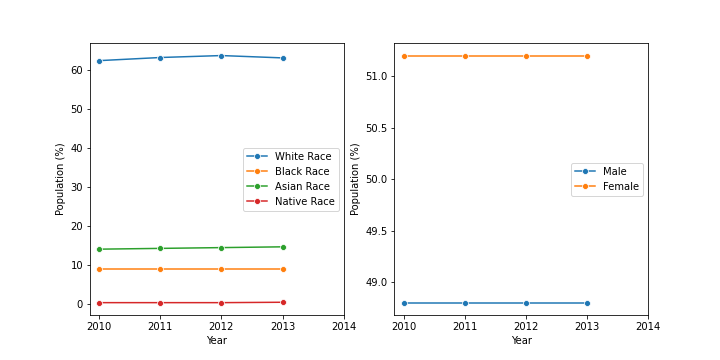 60
50
40
30
20
10
0
Population (%)
2010 2011 2012 2013 2014
Year
White Race
Black Race
Asian Race
Native Race
51.0
50.5
50.0
49.5
49.0
Population (%)
2010 2011 2012 2013 2014
Year
Male
Female